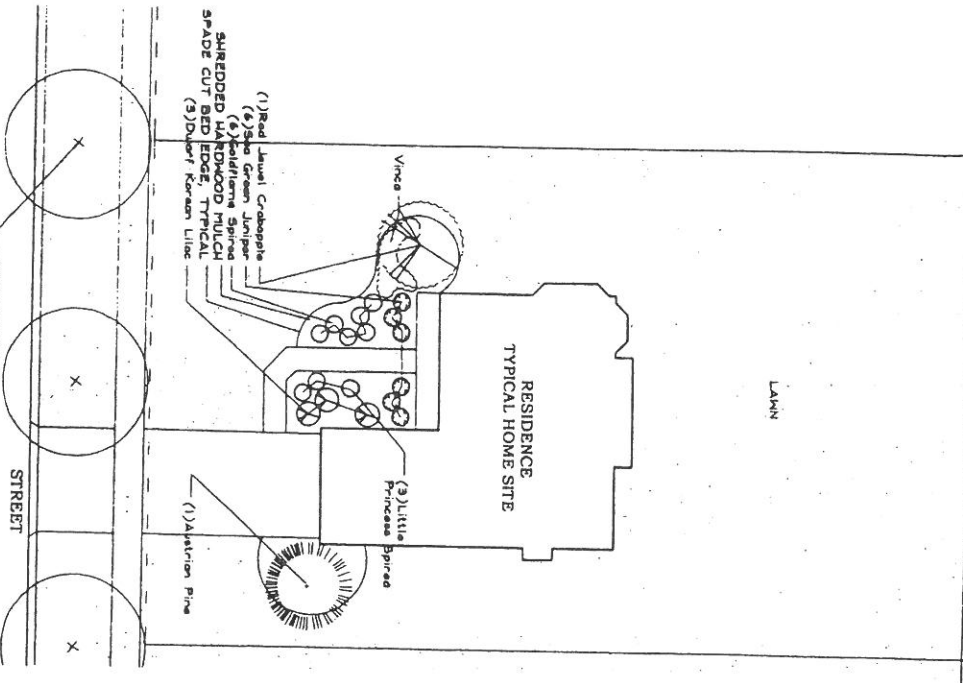 LAWN
RESIDENCE
TYPICAL HOME SITE
Vinca
(1)Red Jewel Crabapple
(6)Sea Green Juniper
(6)Goldflame Spirea
SHREDDED HARDWOOD MULCH
SPADE CUT BED EDGE, TYPICAL
(3)Dwarf Korean Lilac
(3)Little
Princess Spirea
(1)Austrian Pine
STREET